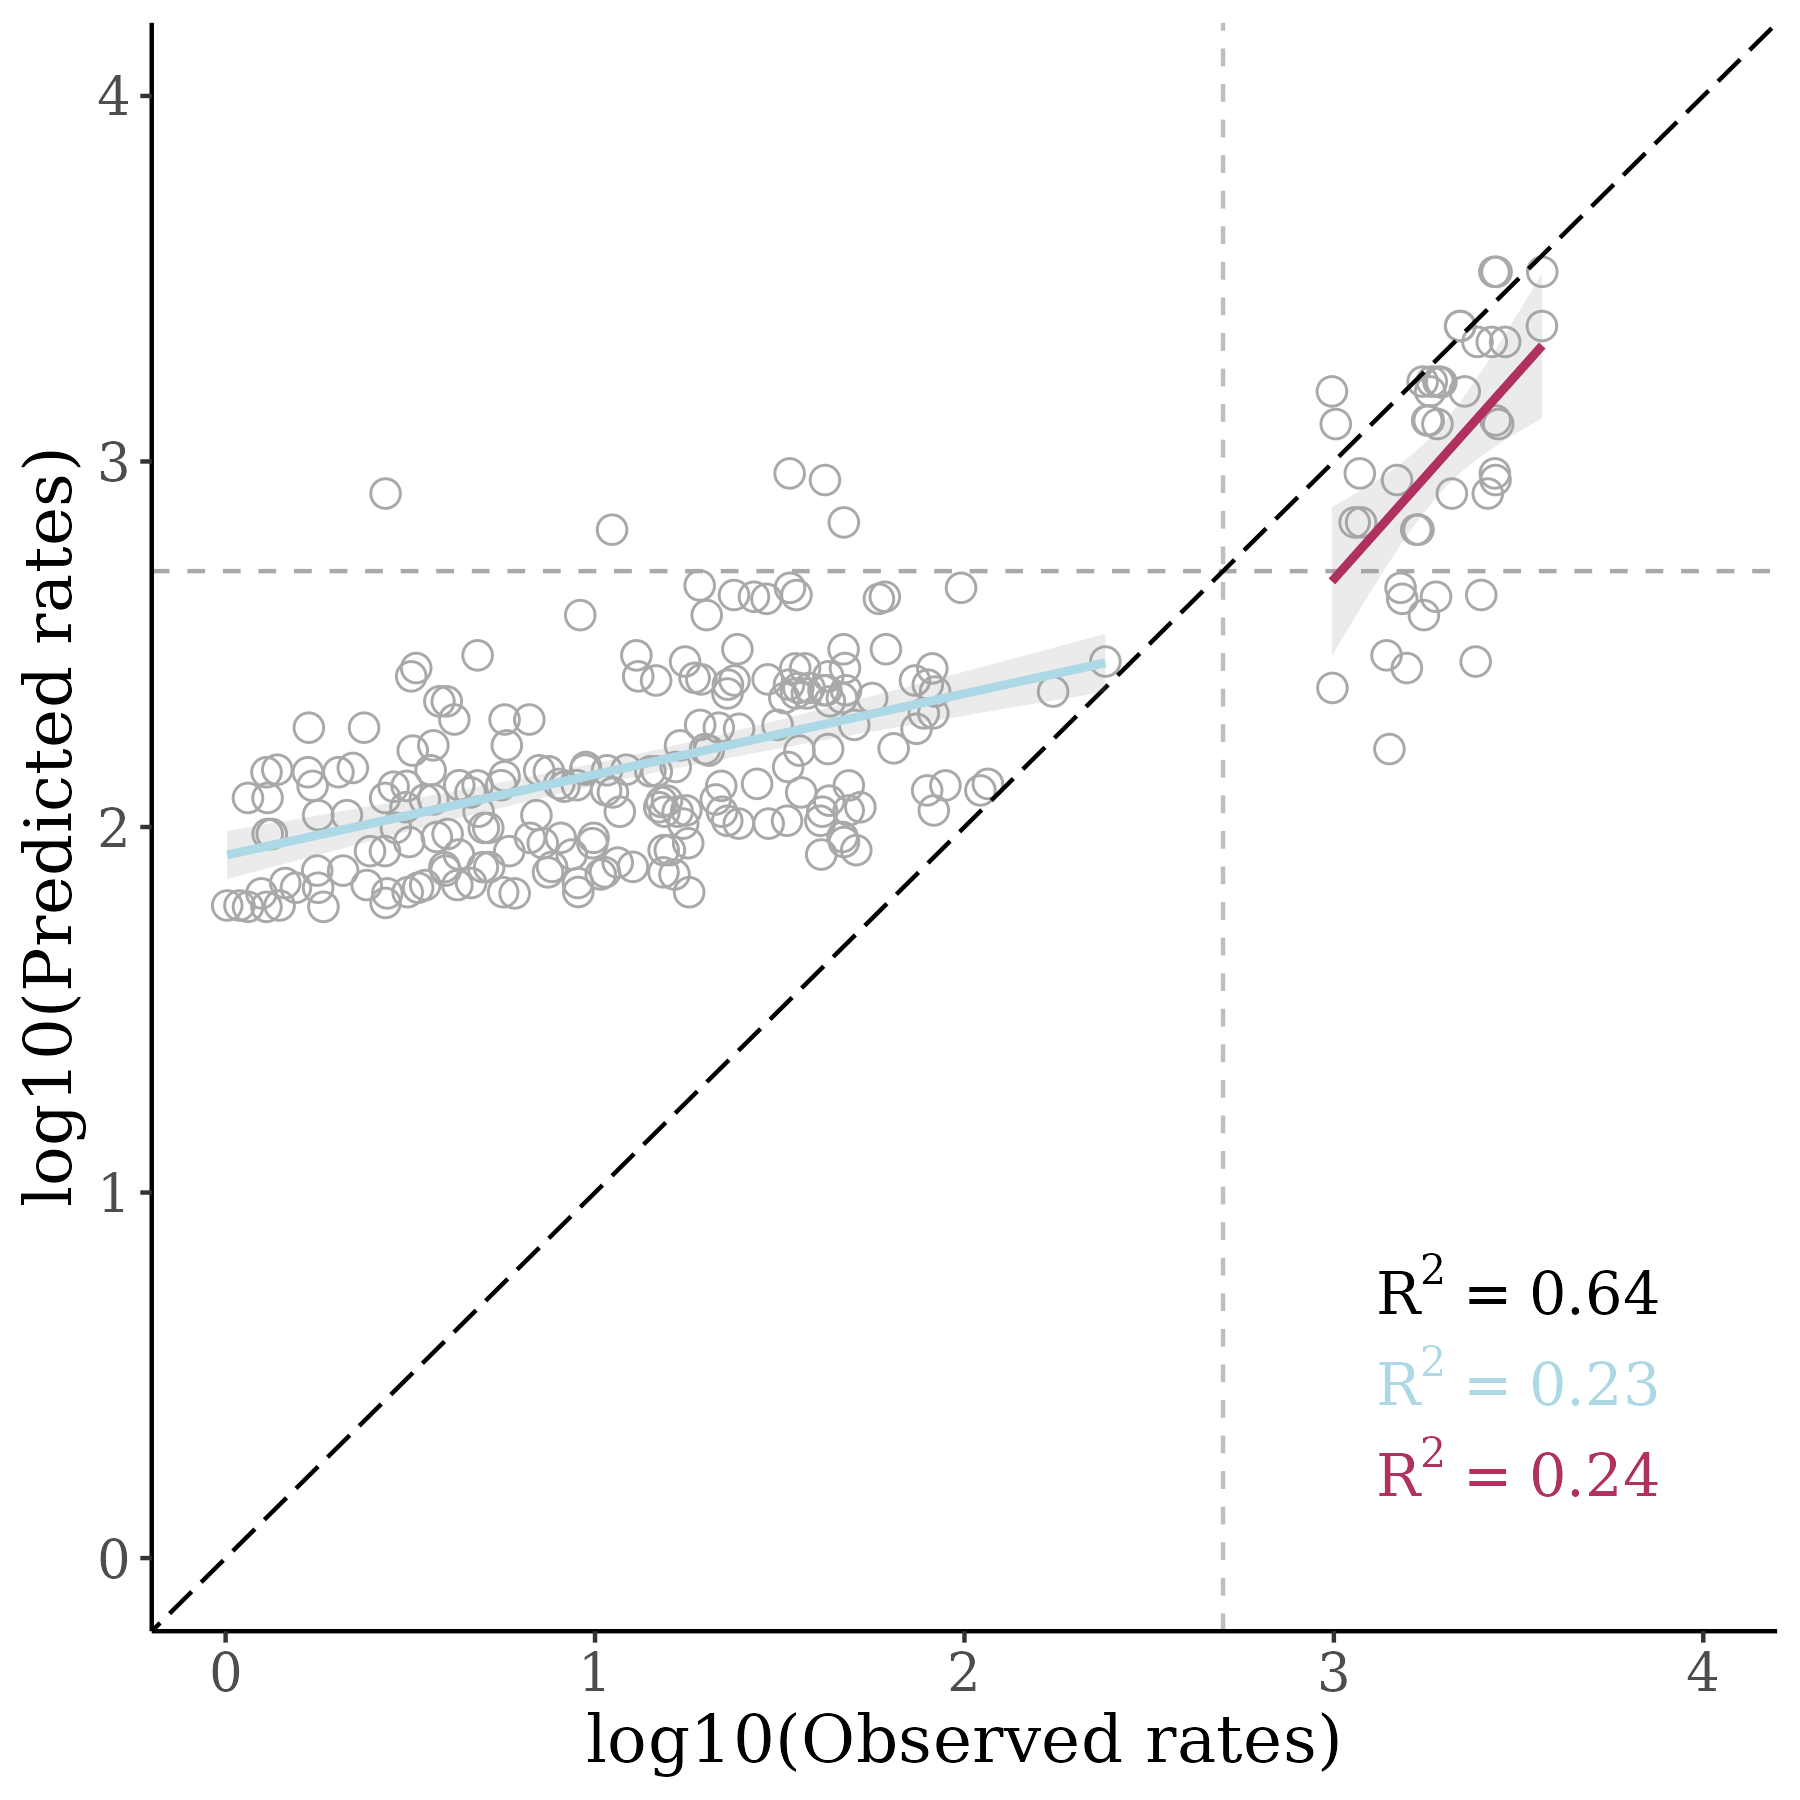 log10(Predicted rates)
4
3
2
1
0
R² = 0.64
R² = 0.23
R² = 0.24
0 1 2 3 4
log10(Observed rates)